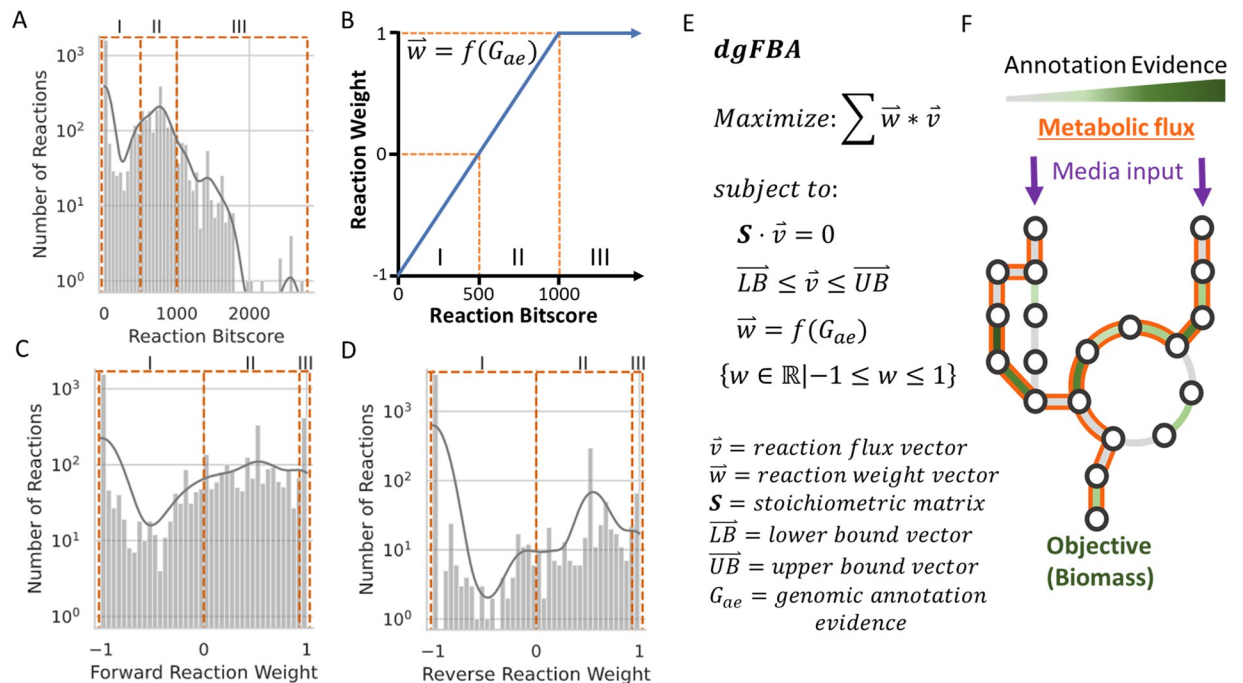 A
I II III
10³
10²
10¹
10⁰
Number of Reactions
0 1000 2000
Reaction Bitscore
B
w⃗ = f(G_ae)
1
0
-1
Reaction Weight
I II III
0 500 1000
Reaction Bitscore
C
I II III
10³
10²
10¹
10⁰
Number of Reactions
−1 0 1
Forward Reaction Weight
D
I II III
10³
10²
10¹
10⁰
Number of Reactions
−1 0 1
Reverse Reaction Weight
E
dgFBA
Maximize: ∑ w⃗ * v⃗
subject to:
S · v⃗ = 0
LB⃗ ≤ v⃗ ≤ UB⃗
w⃗ = f(G_ae)
{w ∈ ℝ|−1 ≤ w ≤ 1}
v⃗ = reaction flux vector
w⃗ = reaction weight vector
S = stoichiometric matrix
LB⃗ = lower bound vector
UB⃗ = upper bound vector
G_ae = genomic annotation
evidence
F
Annotation Evidence
Metabolic flux
Media input
Objective
(Biomass)